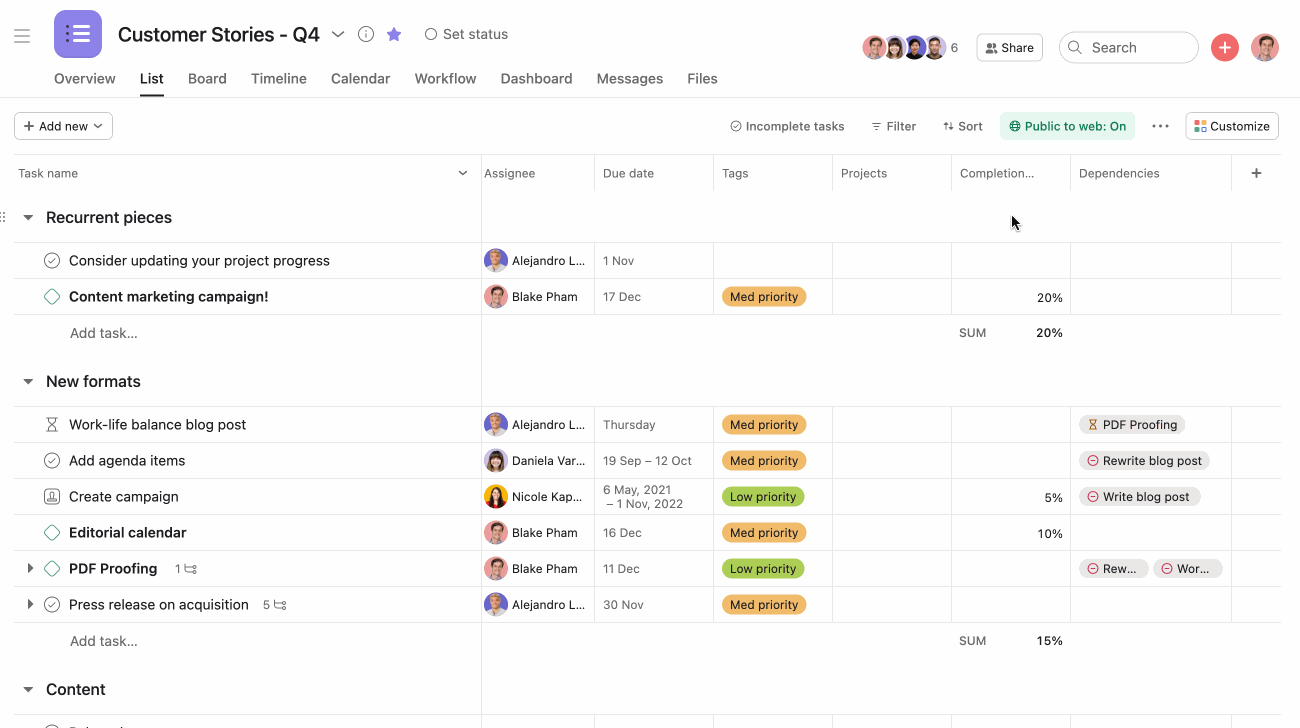 Customer Stories - Q4
Set status
6
Share
Search
Overview
List
Board
Timeline
Calendar
Workflow
Dashboard
Messages
Files
Add new
Incomplete tasks
Filter
Sort
Public to web: On
Customize
Task name
Assignee
Due date
Tags
Projects
Completion...
Dependencies
Recurrent pieces
Consider updating your project progress
Alejandro L...
1 Nov
Content marketing campaign!
Blake Pham
17 Dec
Med priority
20%
Add task...
SUM
20%
New formats
Work-life balance blog post
Alejandro L...
Thursday
Med priority
PDF Proofing
Add agenda items
Daniela Var...
19 Sep – 12 Oct
Med priority
Rewrite blog post
Create campaign
Nicole Kap...
6 May, 2021
– 1 Nov, 2022
Low priority
5%
Write blog post
Editorial calendar
Blake Pham
16 Dec
Med priority
10%
PDF Proofing
1
Blake Pham
11 Dec
Low priority
Rew...
Wor...
Press release on acquisition
5
Alejandro L...
30 Nov
Med priority
Add task...
SUM
15%
Content